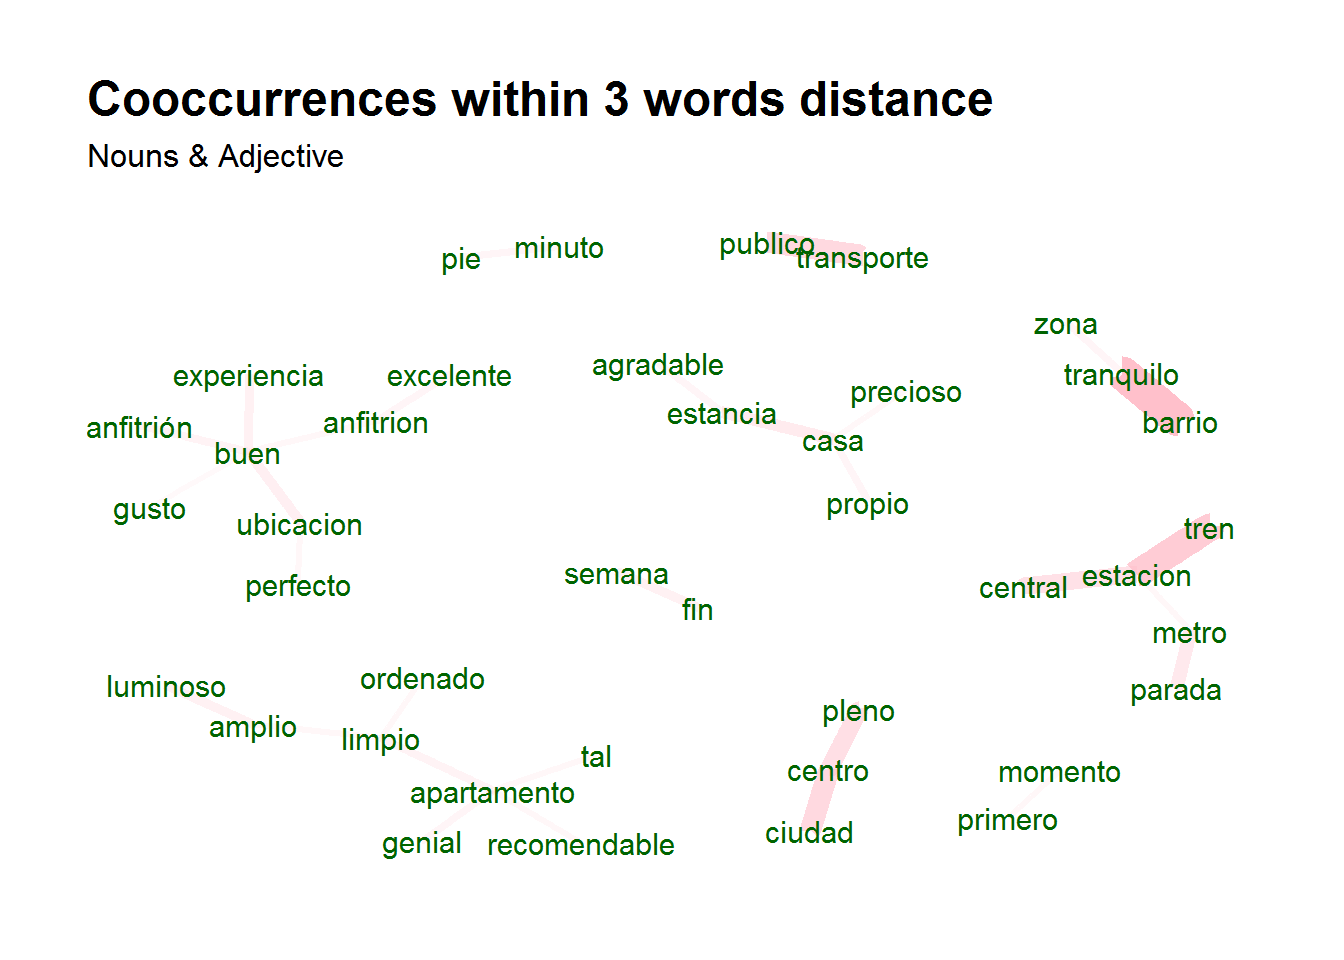 Cooccurrences within 3 words distance
Nouns & Adjective
pie
minuto
publico
transporte
zona
experiencia
excelente
agradable
tranquilo
precioso
anfitrión
anfitrion
estancia
barrio
buen
casa
gusto
propio
ubicacion
tren
perfecto
semana
central
estacion
fin
metro
luminoso
ordenado
parada
amplio
pleno
limpio
tal
centro
momento
apartamento
primero
genial
recomendable
ciudad